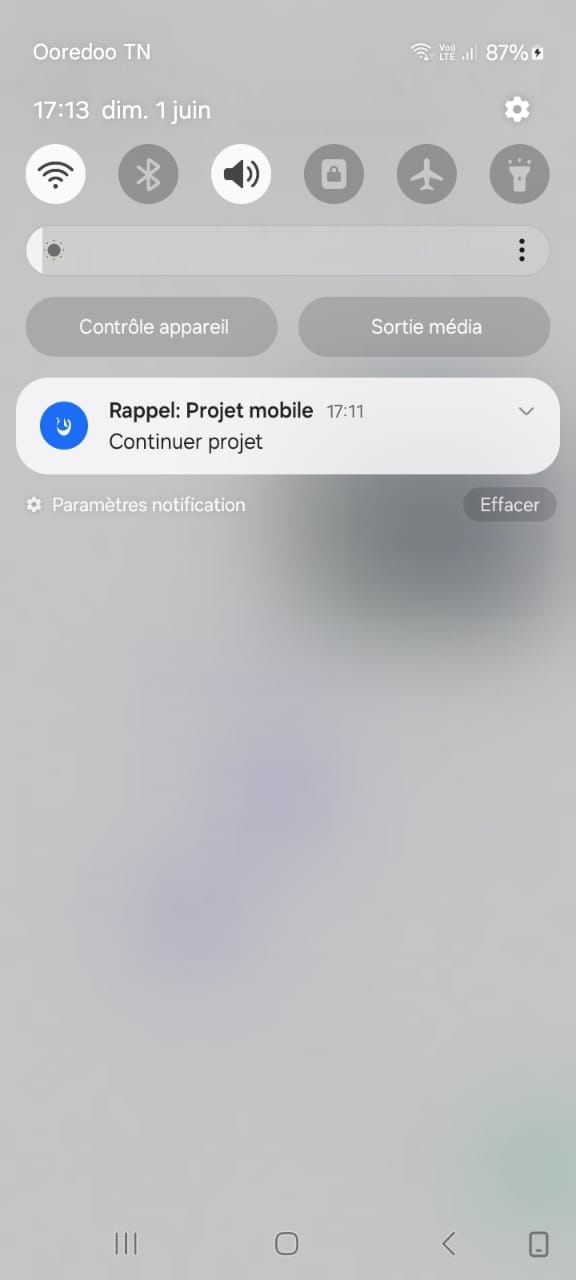 Ooredoo TN
Vo) LTE 87%
17:13 dim. 1 juin
Contrôle appareil
Sortie média
Rappel: Projet mobile 17:11
Continuer projet
Paramètres notification
Effacer